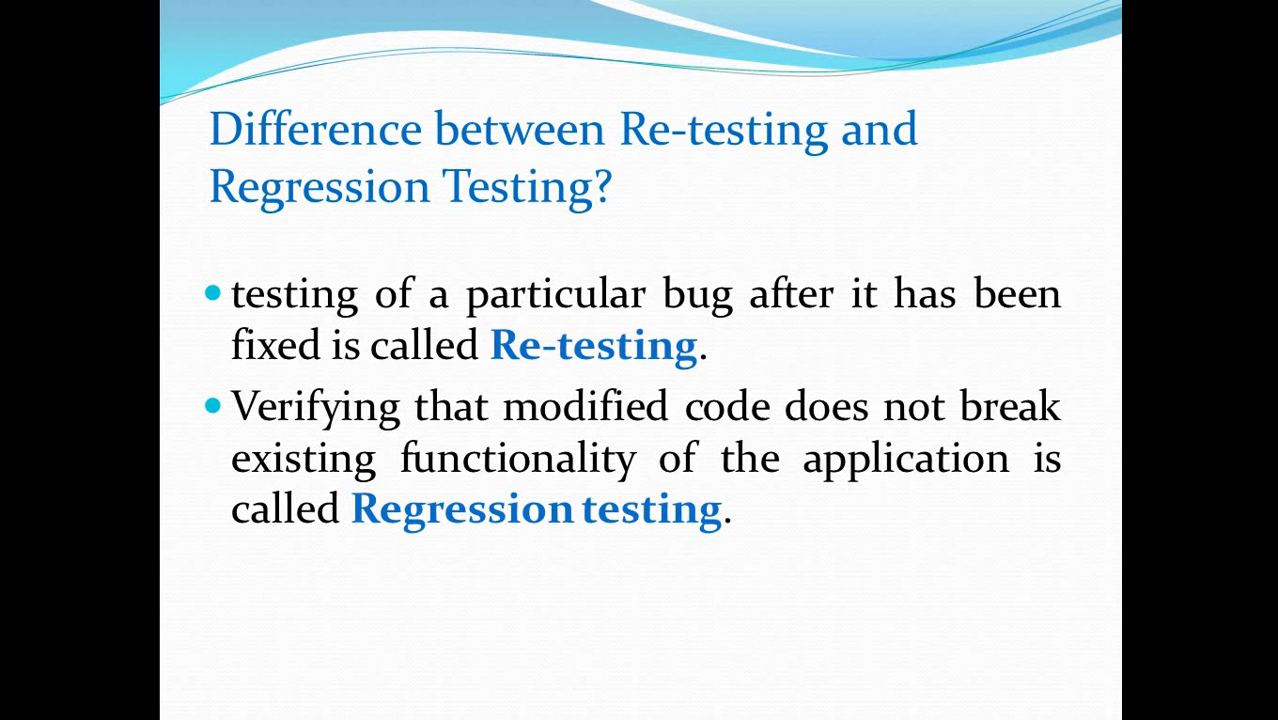 Difference between Re-testing and
Regression Testing?
testing of a particular bug after it has been
fixed is called Re-testing.
Verifying that modified code does not break
existing functionality of the application is
called Regression testing.